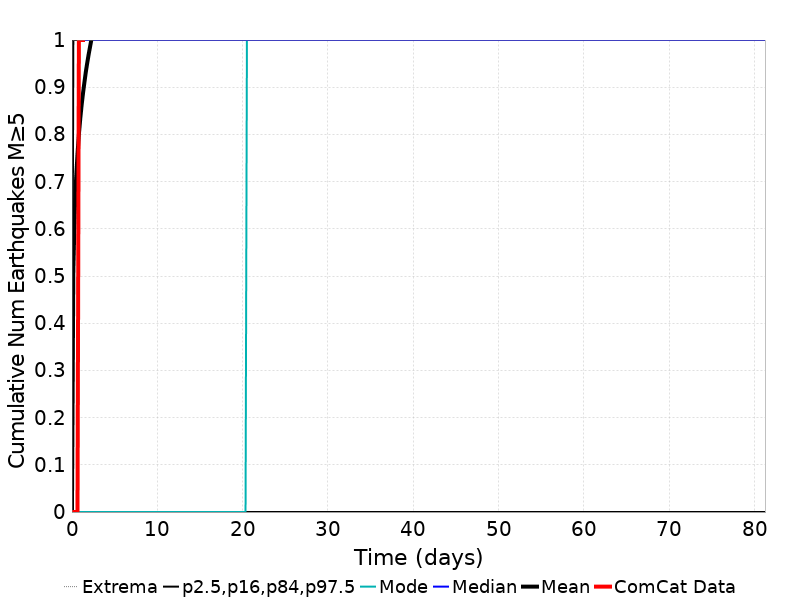 Cumulative Num Earthquakes M≥5
1
0.9
0.8
0.7
0.6
0.5
0.4
0.3
0.2
0.1
0
0 10 20 30 40 50 60 70 80
Time (days)
Extrema p2.5,p16,p84,p97.5 Mode Median Mean ComCat Data